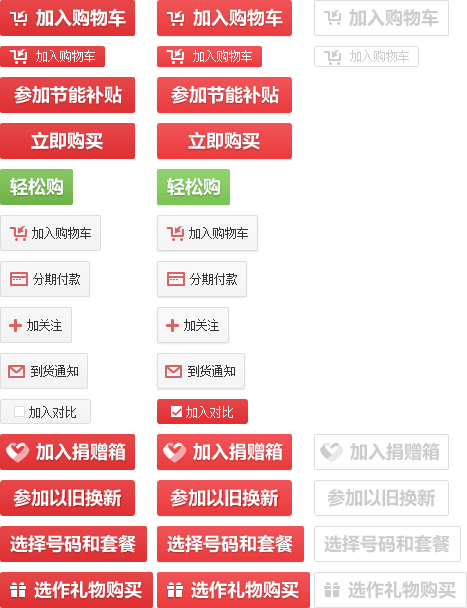 加入购物车 加入购物车 加入购物车
加入购物车 加入购物车 加入购物车
参加节能补贴 参加节能补贴
立即购买 立即购买
轻松购 轻松购
加入购物车 加入购物车
分期付款 分期付款
加关注 加关注
到货通知 到货通知
加入对比 加入对比
加入捐赠箱 加入捐赠箱 加入捐赠箱
参加以旧换新 参加以旧换新 参加以旧换新
选择号码和套餐 选择号码和套餐 选择号码和套餐
选作礼物购买 选作礼物购买 选作礼物购买